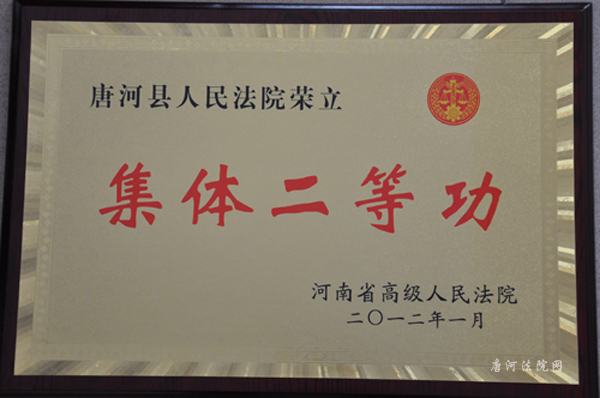 唐河县人民法院荣立
集体二等功
河南省高级人民法院
二〇一二年一月
唐河法院网